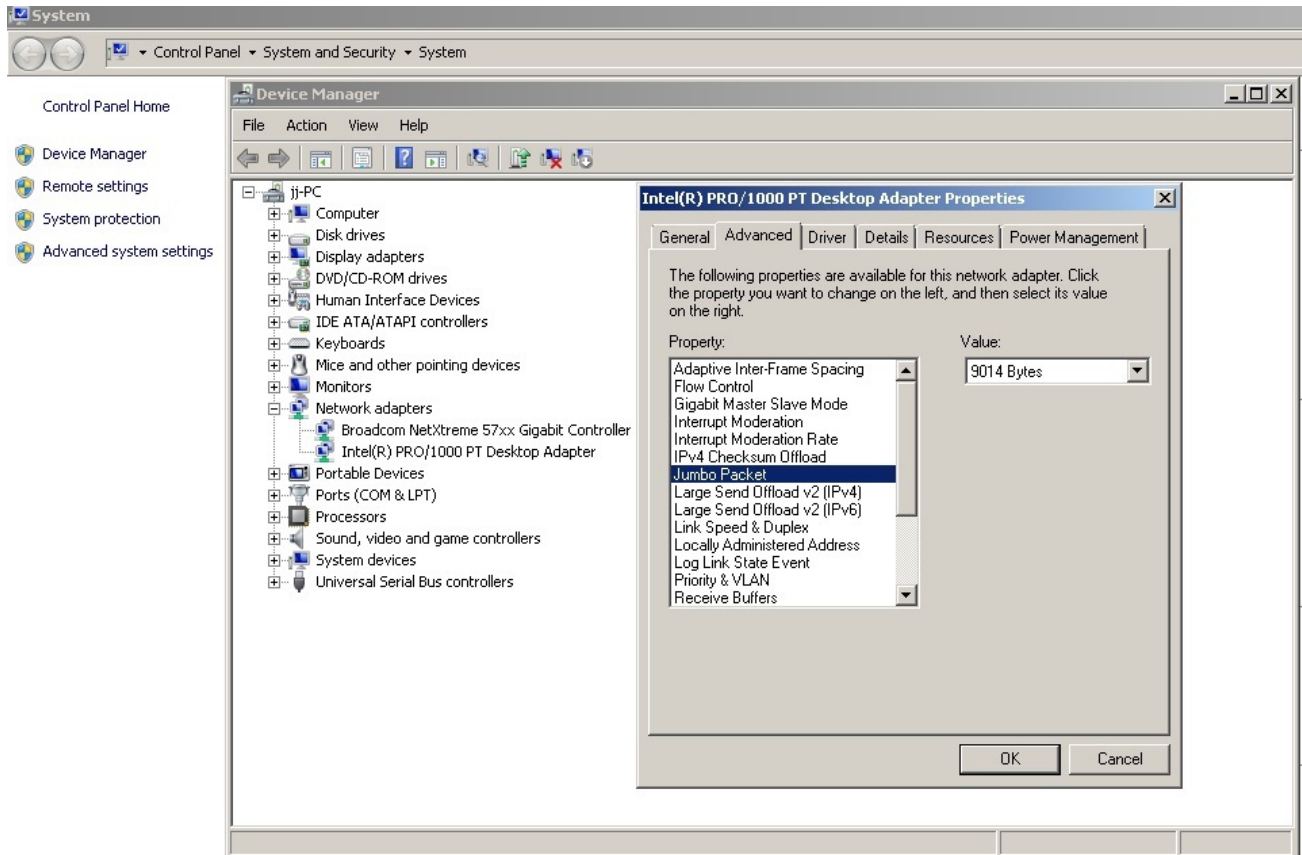 System
Control Panel ▾ System and Security ▾ System
Control Panel Home
Device Manager
Remote settings
System protection
Advanced system settings
Device Manager
File Action View Help
jj-PC
Computer
Disk drives
Display adapters
DVD/CD-ROM drives
Human Interface Devices
IDE ATA/ATAPI controllers
Keyboards
Mice and other pointing devices
Monitors
Network adapters
Broadcom NetXtreme 57xx Gigabit Controller
Intel(R) PRO/1000 PT Desktop Adapter
Portable Devices
Ports (COM & LPT)
Processors
Sound, video and game controllers
System devices
Universal Serial Bus controllers
Intel(R) PRO/1000 PT Desktop Adapter Properties
General Advanced Driver Details Resources Power Management
The following properties are available for this network adapter. Click
the property you want to change on the left, and then select its value
on the right.
Property:
Value:
Adaptive Inter-Frame Spacing
Flow Control
Gigabit Master Slave Mode
Interrupt Moderation
Interrupt Moderation Rate
IPv4 Checksum Offload
Jumbo Packet
Large Send Offload v2 (IPv4)
Large Send Offload v2 (IPv6)
Link Speed & Duplex
Locally Administered Address
Log Link State Event
Priority & VLAN
Receive Buffers
9014 Bytes
OK Cancel